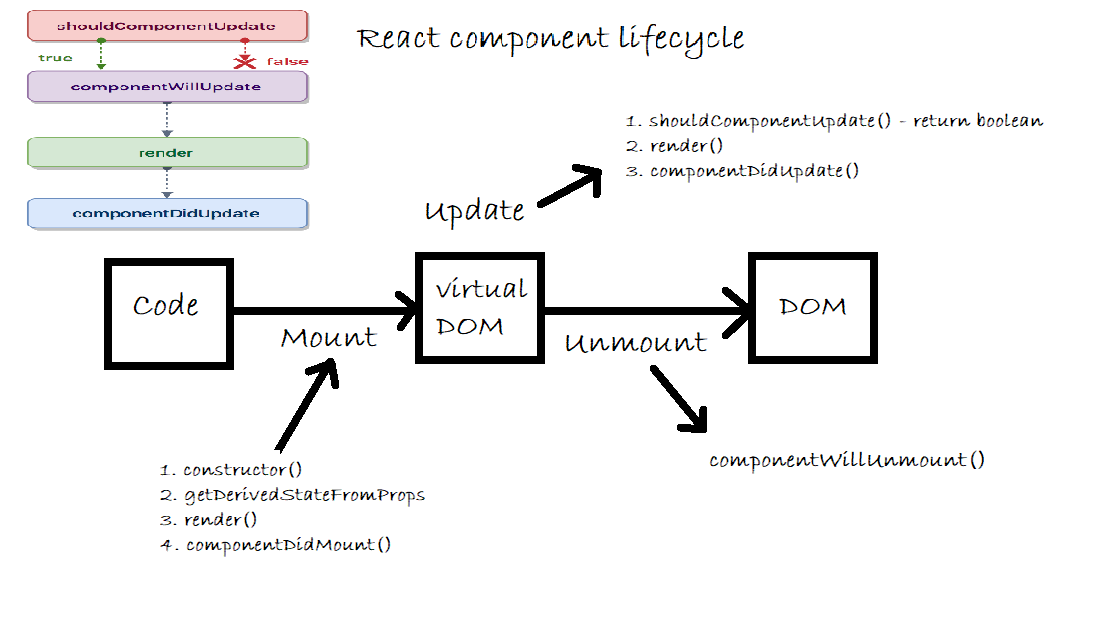 shouldComponentUpdate
true
false
componentWillUpdate
render
componentDidUpdate
React component lifecycle
1. shouldComponentUpdate() - return boolean
2. render()
3. componentDidUpdate()
Update
Code
virtual
DOM
DOM
Mount
Unmount
1. constructor()
2. getDerivedStateFromProps
3. render()
4. componentDidMount()
componentWillUnmount()